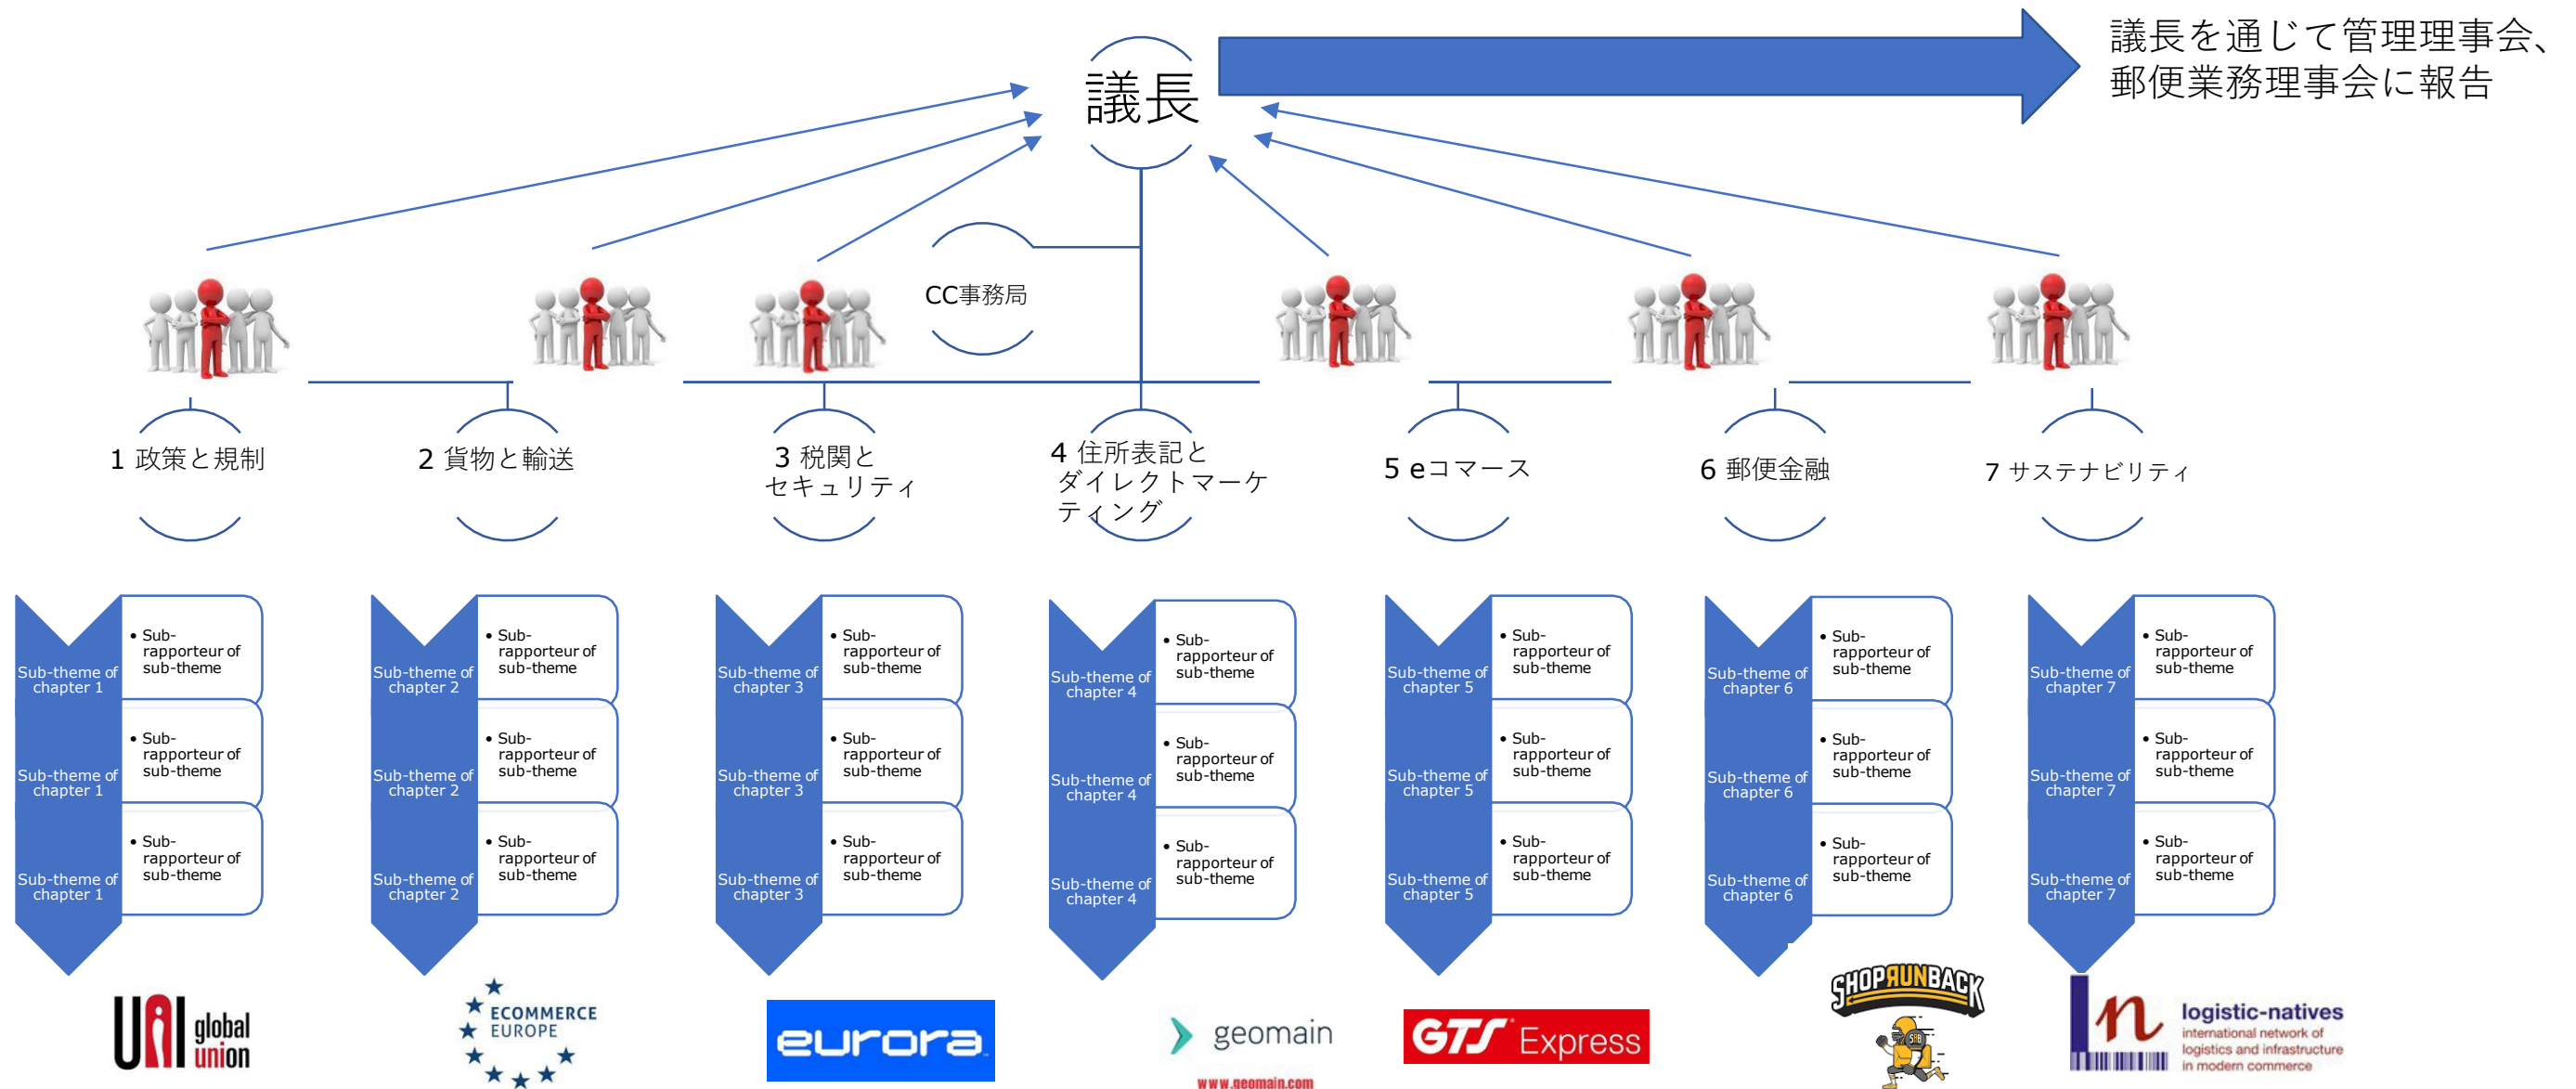 議長を通じて管理理事会、
郵便業務理事会に報告
議長
CC事務局
1 政策と規制
2 貨物と輸送
3 税関と
セキュリティ
4 住所表記と
ダイレクトマーケ
ティング
5 eコマース
6 郵便金融
7 サステナビリティ
Sub-theme of
chapter 1
• Sub-
rapporteur of
sub-theme
Sub-theme of
chapter 1
• Sub-
rapporteur of
sub-theme
Sub-theme of
chapter 1
• Sub-
rapporteur of
sub-theme
Sub-theme of
chapter 2
• Sub-
rapporteur of
sub-theme
Sub-theme of
chapter 2
• Sub-
rapporteur of
sub-theme
Sub-theme of
chapter 2
• Sub-
rapporteur of
sub-theme
Sub-theme of
chapter 3
• Sub-
rapporteur of
sub-theme
Sub-theme of
chapter 3
• Sub-
rapporteur of
sub-theme
Sub-theme of
chapter 3
• Sub-
rapporteur of
sub-theme
Sub-theme of
chapter 4
• Sub-
rapporteur of
sub-theme
Sub-theme of
chapter 4
• Sub-
rapporteur of
sub-theme
Sub-theme of
chapter 4
• Sub-
rapporteur of
sub-theme
Sub-theme of
chapter 5
• Sub-
rapporteur of
sub-theme
Sub-theme of
chapter 5
• Sub-
rapporteur of
sub-theme
Sub-theme of
chapter 5
• Sub-
rapporteur of
sub-theme
Sub-theme of
chapter 6
• Sub-
rapporteur of
sub-theme
Sub-theme of
chapter 6
• Sub-
rapporteur of
sub-theme
Sub-theme of
chapter 6
• Sub-
rapporteur of
sub-theme
Sub-theme of
chapter 7
• Sub-
rapporteur of
sub-theme
Sub-theme of
chapter 7
• Sub-
rapporteur of
sub-theme
Sub-theme of
chapter 7
• Sub-
rapporteur of
sub-theme
UNI global
union
ECOMMERCE
EUROPE
eurora
geomain
www.geomain.com
GTS Express
SHOPRUNBACK
SRB
ln
logistic-natives
international network of
logistics and infrastructure
in modern commerce